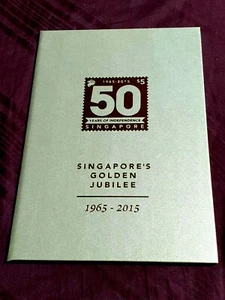 1965-2015 $5
50
YEARS OF INDEPENDENCE
SINGAPORE
SINGAPORE'S
GOLDEN
JUBILEE
1965 - 2015